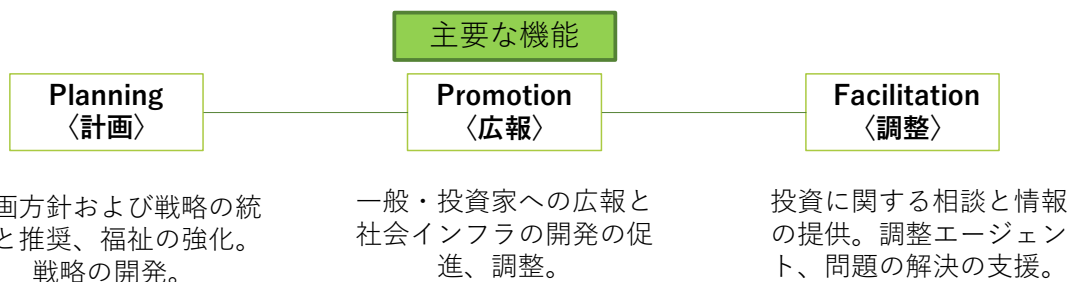 主要な機能
Planning
〈計画〉
Promotion
〈広報〉
Facilitation
〈調整〉
画方針および戦略の統
と推奨、福祉の強化。
戦略の開発。
一般・投資家への広報と
社会インフラの開発の促
進、調整。
投資に関する相談と情報
の提供。調整エージェン
ト、問題の解決の支援。